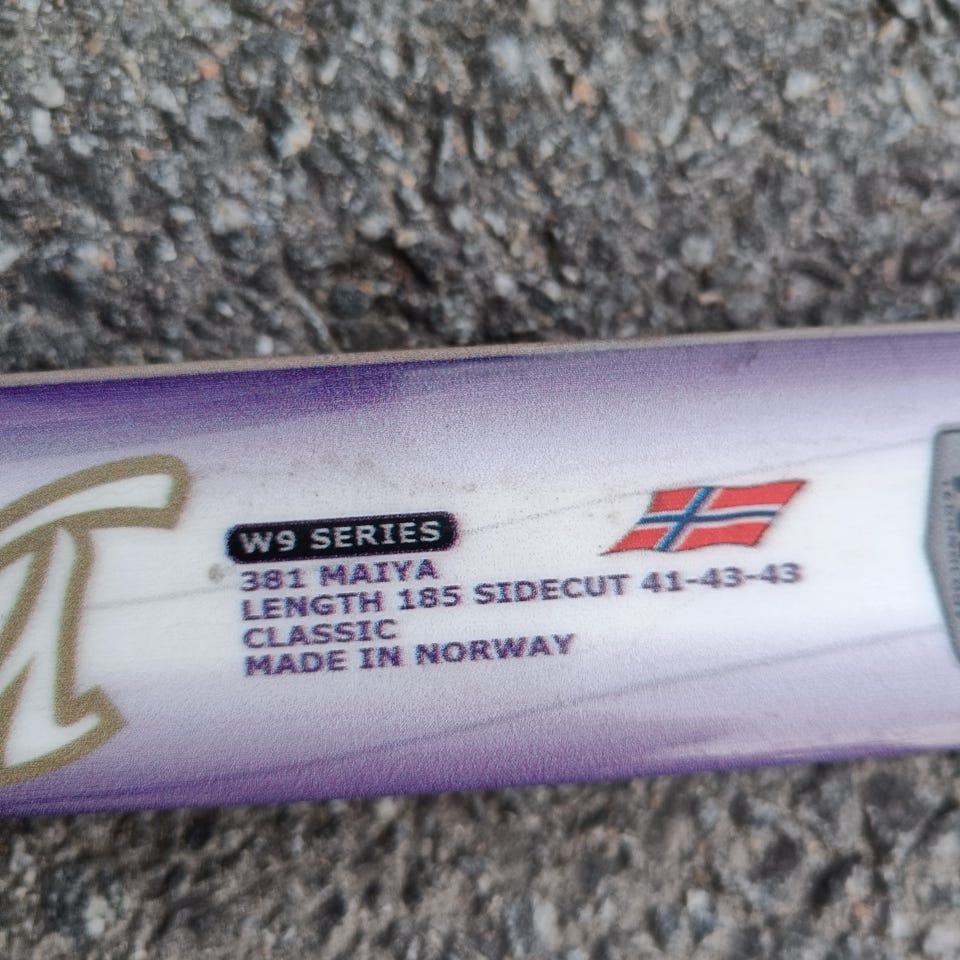 W9 SERIES
381 MAIYA
LENGTH 185 SIDECUT 41-43-43
CLASSIC
MADE IN NORWAY